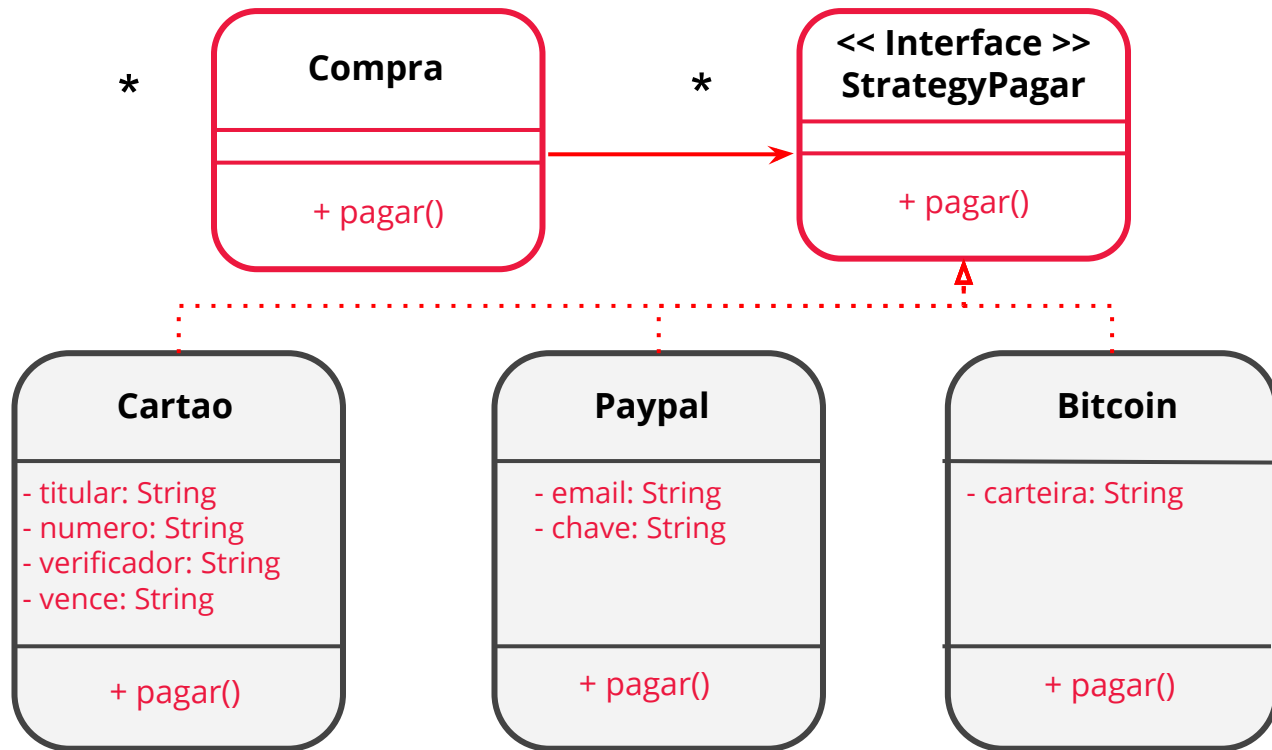 *
Compra
+ pagar()
*
<< Interface >>
StrategyPagar
+ pagar()
Cartao
- titular: String
- numero: String
- verificador: String
- vence: String
+ pagar()
Paypal
- email: String
- chave: String
+ pagar()
Bitcoin
- carteira: String
+ pagar()